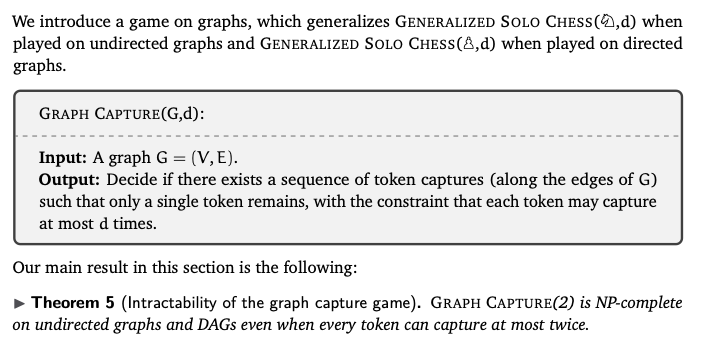 We introduce a game on graphs, which generalizes GENERALIZED SOLO CHESS(♘,d) when
played on undirected graphs and GENERALIZED SOLO CHESS(♙,d) when played on directed
graphs.
GRAPH CAPTURE(G,d):
Input: A graph G = (V, E).
Output: Decide if there exists a sequence of token captures (along the edges of G)
such that only a single token remains, with the constraint that each token may capture
at most d times.
Our main result in this section is the following:
▶ Theorem 5 (Intractability of the graph capture game). GRAPH CAPTURE(2) is NP-complete
on undirected graphs and DAGs even when every token can capture at most twice.